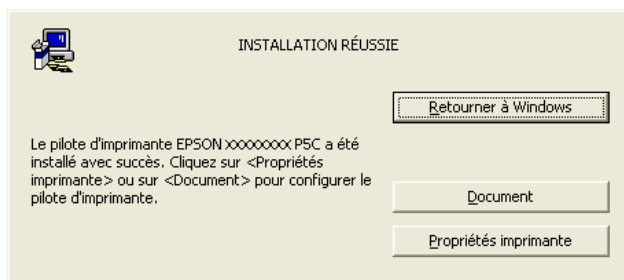 INSTALLATION RÉUSSIE
Retourner à Windows
Le pilote d'imprimante EPSON XXXXXXXX P5C a été
installé avec succès. Cliquez sur <Propriétés
imprimante> ou sur <Document> pour configurer le
pilote d'imprimante.
Document
Propriétés imprimante